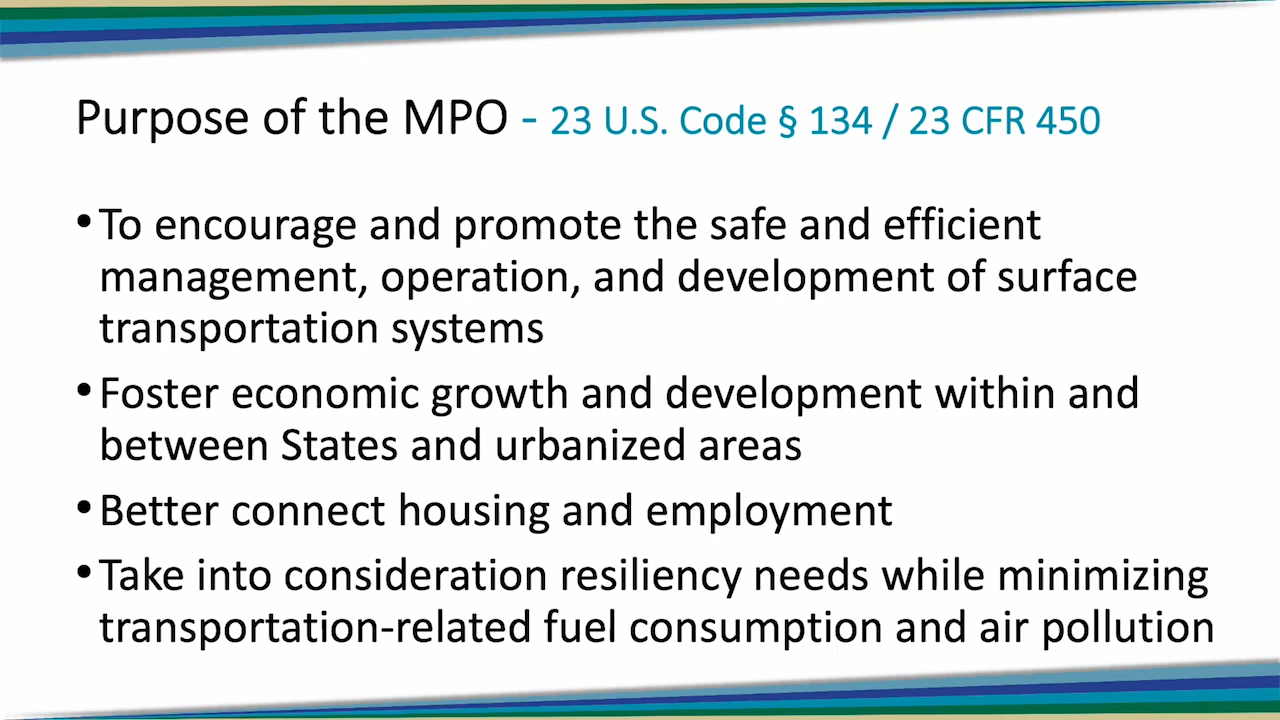 Purpose of the MPO - 23 U.S. Code § 134 / 23 CFR 450
• To encourage and promote the safe and efficient
management, operation, and development of surface
transportation systems
• Foster economic growth and development within and
between States and urbanized areas
• Better connect housing and employment
• Take into consideration resiliency needs while minimizing
transportation-related fuel consumption and air pollution